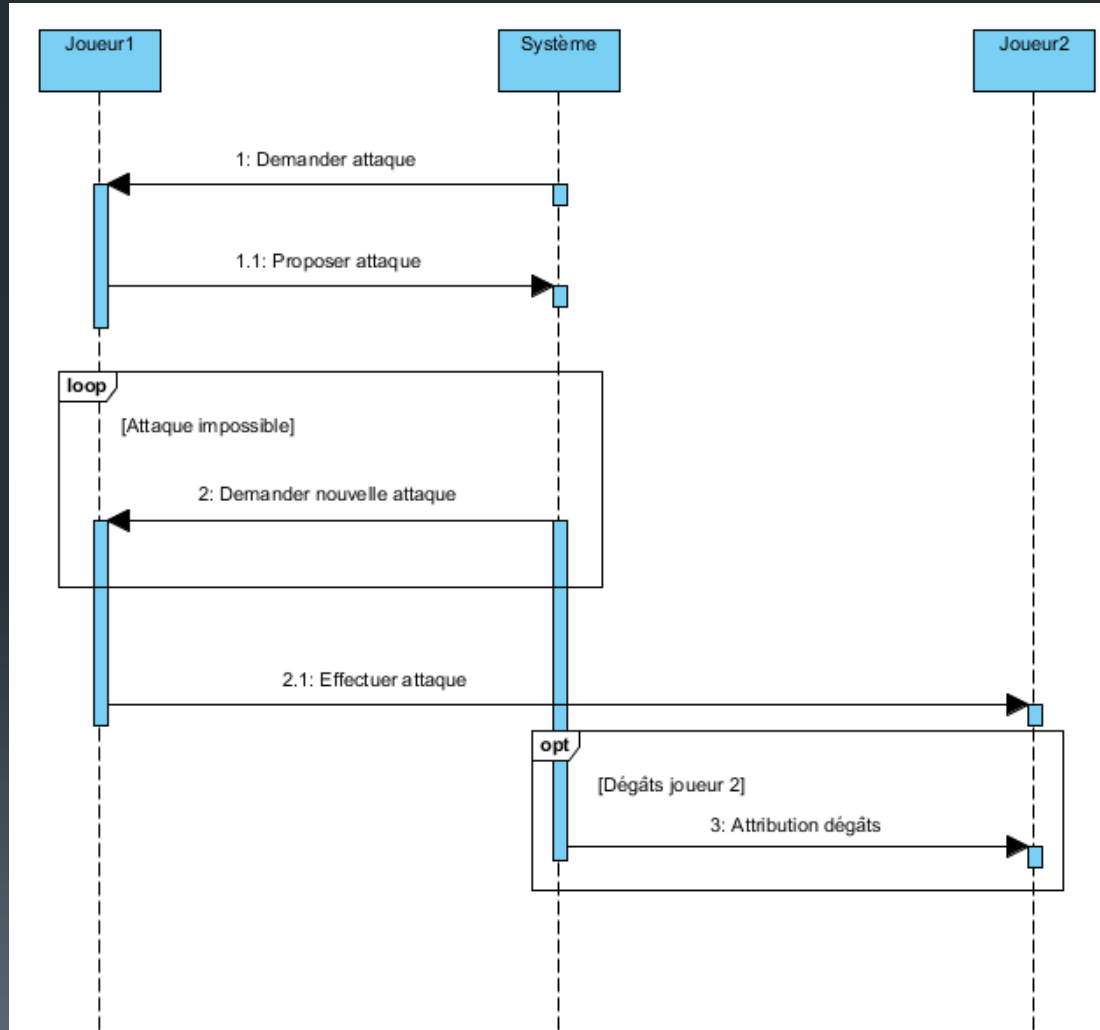 Joueur1
Système
Joueur2
1: Demander attaque
1.1: Proposer attaque
loop
[Attaque impossible]
2: Demander nouvelle attaque
2.1: Effectuer attaque
opt
[Dégâts joueur 2]
3: Attribution dégâts